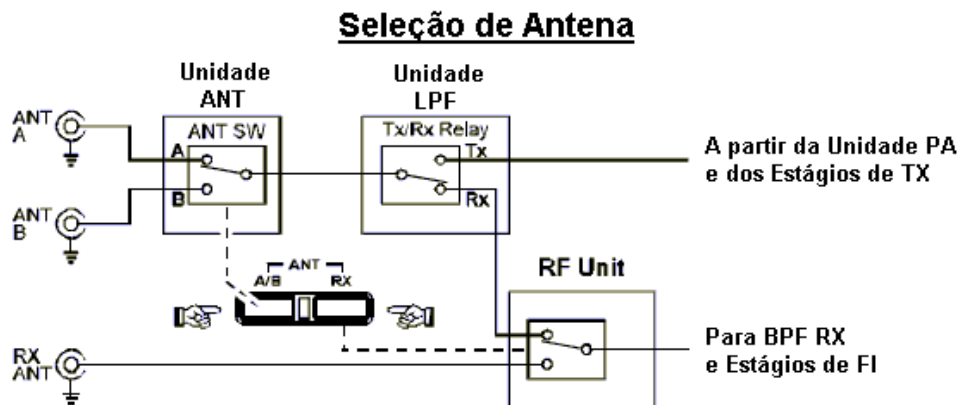 Seleção de Antena
Unidade
ANT
Unidade
LPF
ANT
A
ANT SW
A
B
Tx/Rx Relay
Tx
Rx
A partir da Unidade PA
e dos Estágios de TX
ANT
B
ANT
A/B
RX
RF Unit
RX
ANT
Para BPF RX
e Estágios de FI